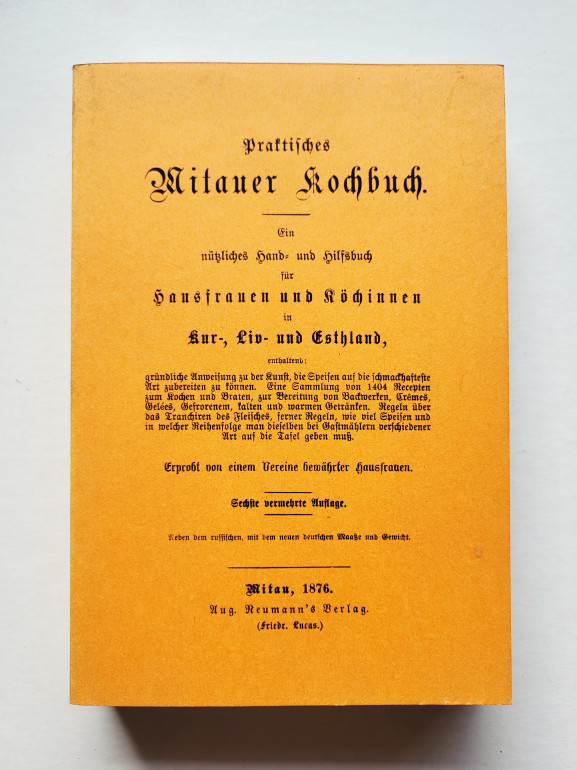 Praktisches
Mitauer Kochbuch.
Ein
nützliches Hand- und Hilfsbuch
für
Hausfrauen und Köchinnen
in
Kur-, Liv- und Esthland,
enthaltend:
gründliche Anweisung zu der Kunst, die Speisen auf die schmackhafteste
Art zubereiten zu können. Eine Sammlung von 1404 Recepten
zum Kochen und Braten, zur Bereitung von Backwerken, Crêmes,
Gelées, Gefrorenem, kalten und warmen Getränken. Regeln über
das Tranchiren des Fleisches, ferner Regeln, wie viel Speisen und
in welcher Reihenfolge man dieselben bei Gastmählern verschiedener
Art auf die Tafel geben muß.
Erprobt von einem Vereine bewährter Hausfrauen.
Sechste vermehrte Auflage.
Neben dem russischen, mit dem neuen deutschen Maaße und Gewicht.
Mitau, 1876.
Aug. Neumann's Verlag.
(Friedr. Lucas.)